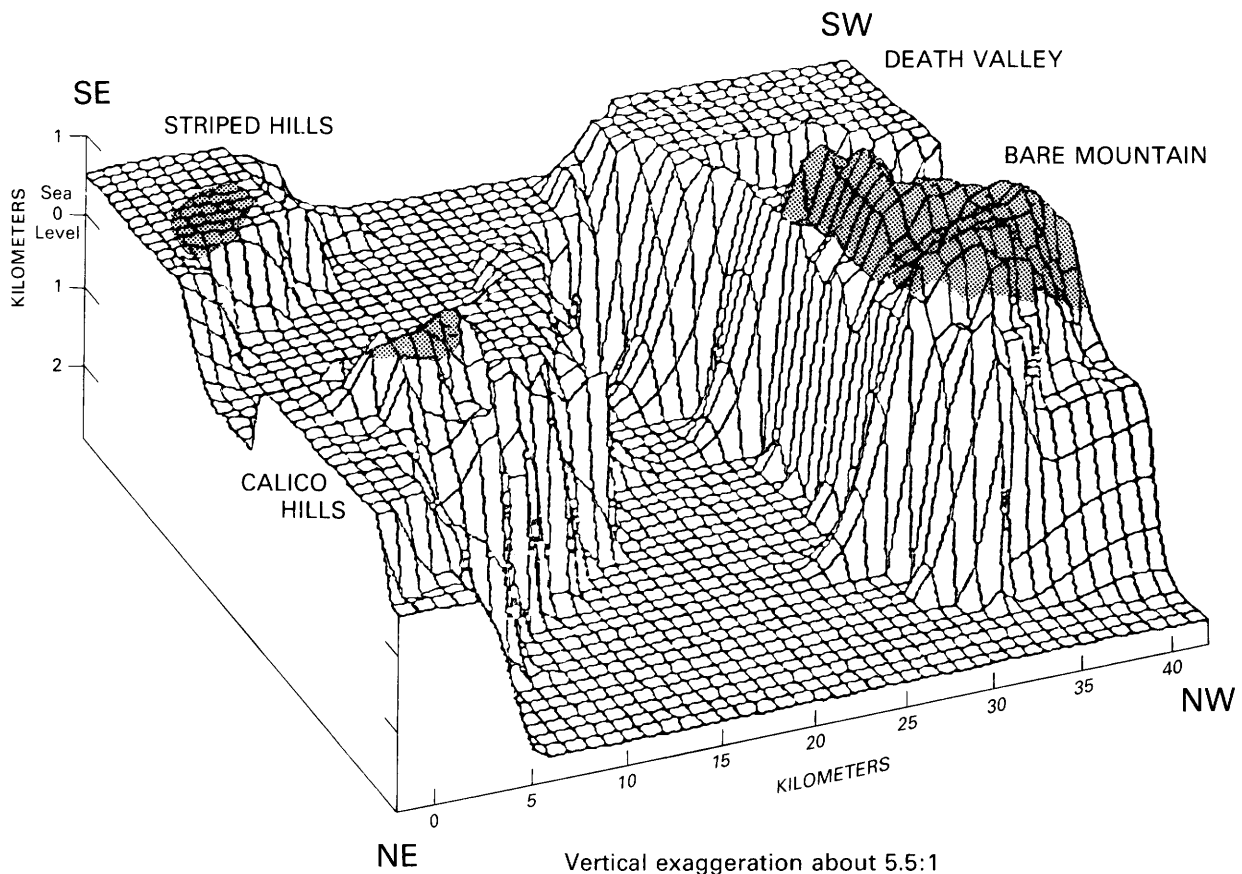 SW
DEATH VALLEY
SE
STRIPED HILLS
BARE MOUNTAIN
1
Sea
0
Level
1
2
KILOMETERS
CALICO
HILLS
0
5
10
15
20
25
30
35
40
KILOMETERS
NW
NE
Vertical exaggeration about 5.5:1